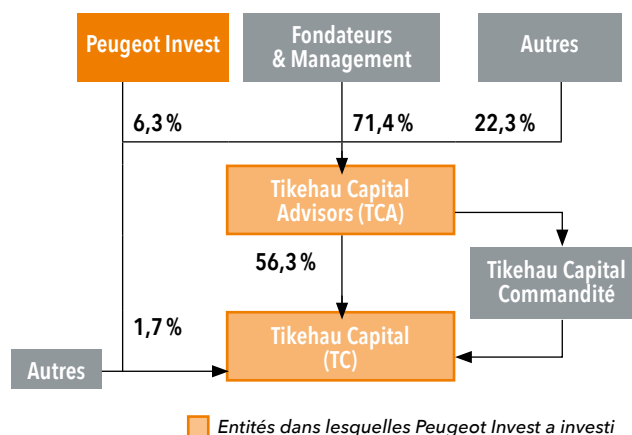 Peugeot Invest
Fondateurs
& Management
Autres
6,3 %
71,4 %
22,3 %
Tikehau Capital
Advisors (TCA)
56,3 %
Tikehau Capital
Commandité
1,7 %
Tikehau Capital
(TC)
Autres
Entités dans lesquelles Peugeot Invest a investi